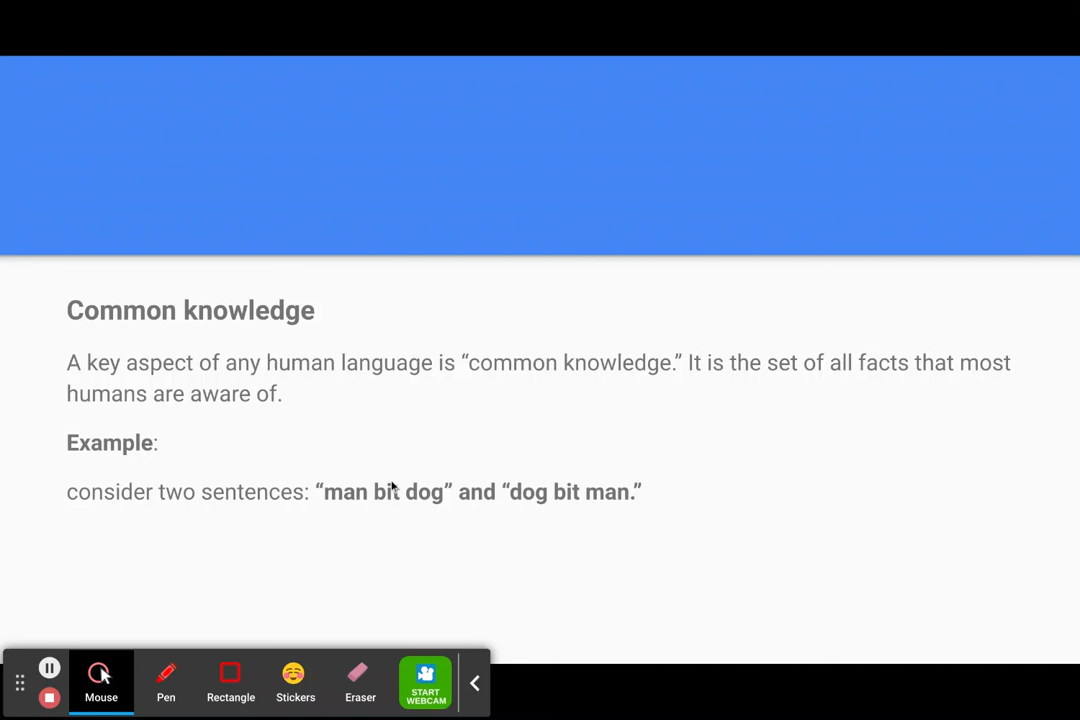 Common knowledge
A key aspect of any human language is “common knowledge.” It is the set of all facts that most
humans are aware of.
Example:
consider two sentences: “man bit dog” and “dog bit man.”
Mouse
Pen
Rectangle
Stickers
Eraser
START
WEBCAM